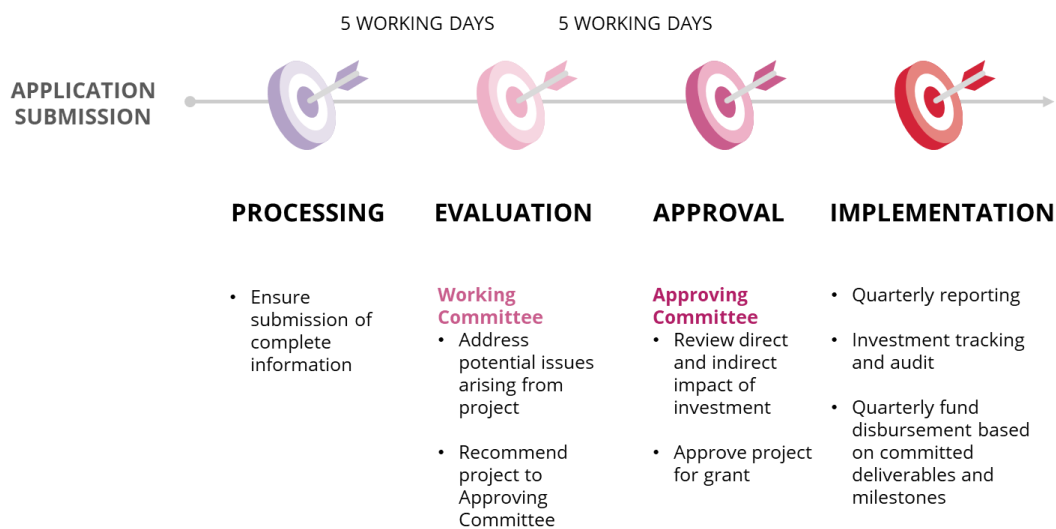 5 WORKING DAYS
5 WORKING DAYS
APPLICATION
SUBMISSION
PROCESSING
EVALUATION
APPROVAL
IMPLEMENTATION
• Ensure
submission of
complete
information
Working
Committee
• Address
potential issues
arising from
project
• Recommend
project to
Approving
Committee
Approving
Committee
• Review direct
and indirect
impact of
investment
• Approve project
for grant
• Quarterly reporting
• Investment tracking
and audit
• Quarterly fund
disbursement based
on committed
deliverables and
milestones